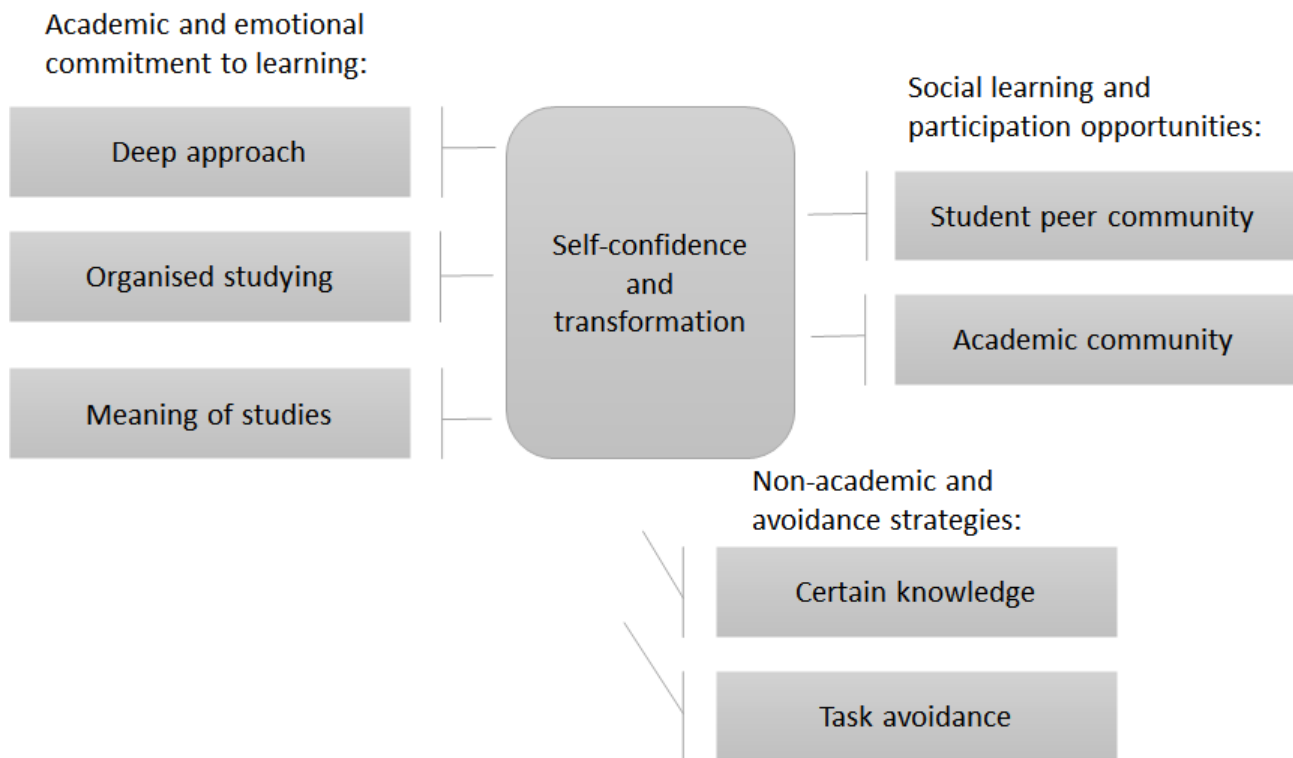 Academic and emotional
commitment to learning:
Deep approach
Organised studying
Meaning of studies
Self-confidence
and
transformation
Social learning and
participation opportunities:
Student peer community
Academic community
Non-academic and
avoidance strategies:
Certain knowledge
Task avoidance